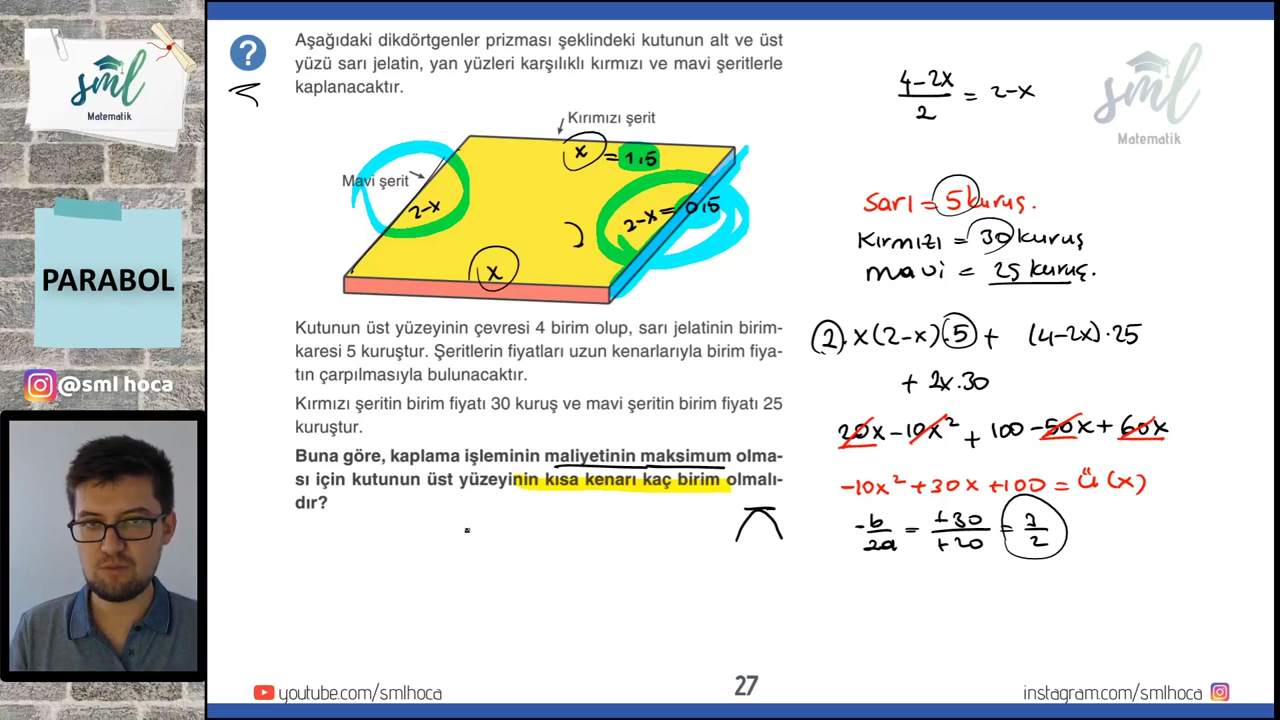 sml
Matematik
PARABOL
@sml hoca
?
Aşağıdaki dikdörtgenler prizması şeklindeki kutunun alt ve üst
yüzü sarı jelatin, yan yüzleri karşılıklı kırmızı ve mavi şeritlerle
kaplanacaktır.
Kırımızı şerit
x = 1.5
Mavi şerit
2-x
2-x = 0.5
x
Kutunun üst yüzeyinin çevresi 4 birim olup, sarı jelatinin birim-
karesi 5 kuruştur. Şeritlerin fiyatları uzun kenarlarıyla birim fiya-
tın çarpılmasıyla bulunacaktır.
Kırmızı şeritin birim fiyatı 30 kuruş ve mavi şeritin birim fiyatı 25
kuruştur.
Buna göre, kaplama işleminin maliyetinin maksimum olma-
sı için kutunun üst yüzeyinin kısa kenarı kaç birim olmalı-
dır?
4-2x/2 = 2-x
sml
Matematik
Sarı = 5 kuruş.
Kırmızı = 30 kuruş
mavi = 25 kuruş.
2.x(2-x).5 + (4-2x).25
+ 2x.30
20x-10x² + 100-50x+60x
-10x²+30x+100 = Ü(x)
-b/2a = +30/+20 = 3/2
youtube.com/smlhoca
27
instagram.com/smlhoca